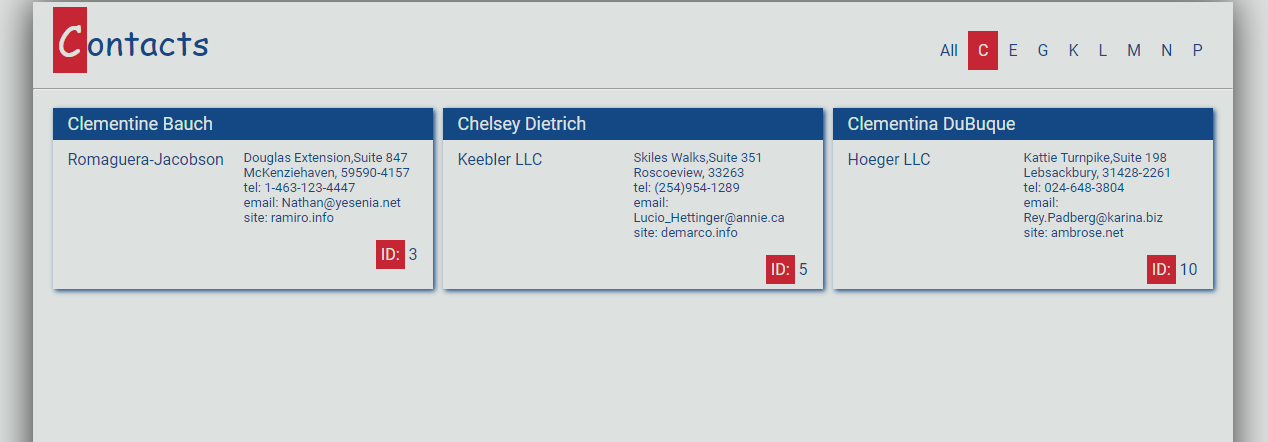 Contacts
All C E G K L M N P
Clementine Bauch
Romaguera-Jacobson
Douglas Extension,Suite 847
McKenziehaven, 59590-4157
tel: 1-463-123-4447
email: Nathan@yesenia.net
site: ramiro.info
ID: 3
Chelsey Dietrich
Keebler LLC
Skiles Walks,Suite 351
Roscoeview, 33263
tel: (254)954-1289
email:
Lucio_Hettinger@annie.ca
site: demarco.info
ID: 5
Clementina DuBuque
Hoeger LLC
Kattie Turnpike,Suite 198
Lebsackbury, 31428-2261
tel: 024-648-3804
email:
Rey.Padberg@karina.biz
site: ambrose.net
ID: 10